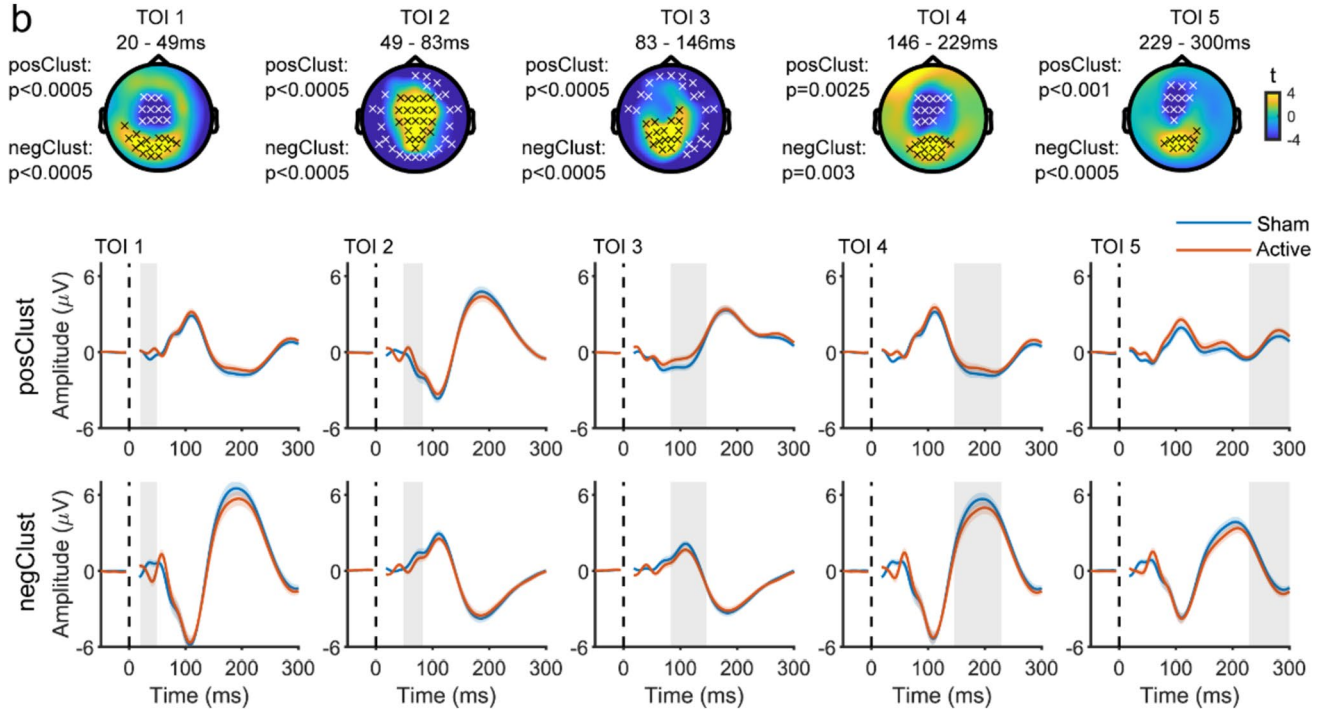 b
TOI 1 TOI 2 TOI 3 TOI 4 TOI 5
20 - 49ms 49 - 83ms 83 - 146ms 146 - 229ms 229 - 300ms
posClust: posClust: posClust: posClust: posClust:
p<0.0005 p<0.0005 p<0.0005 p=0.0025 p<0.001 t
4
0
-4
negClust: negClust: negClust: negClust: negClust:
p<0.0005 p<0.0005 p<0.0005 p=0.003 p<0.0005
Sham
Active
TOI 1 TOI 2 TOI 3 TOI 4 TOI 5
posClust
Amplitude (μV)
6 6 6 6 6
0 0 0 0 0
-6 -6 -6 -6 -6
0 100 200 300 0 100 200 300 0 100 200 300 0 100 200 300 0 100 200 300
negClust
Amplitude (μV)
6 6 6 6 6
0 0 0 0 0
-6 -6 -6 -6 -6
0 100 200 300 0 100 200 300 0 100 200 300 0 100 200 300 0 100 200 300
Time (ms) Time (ms) Time (ms) Time (ms) Time (ms)